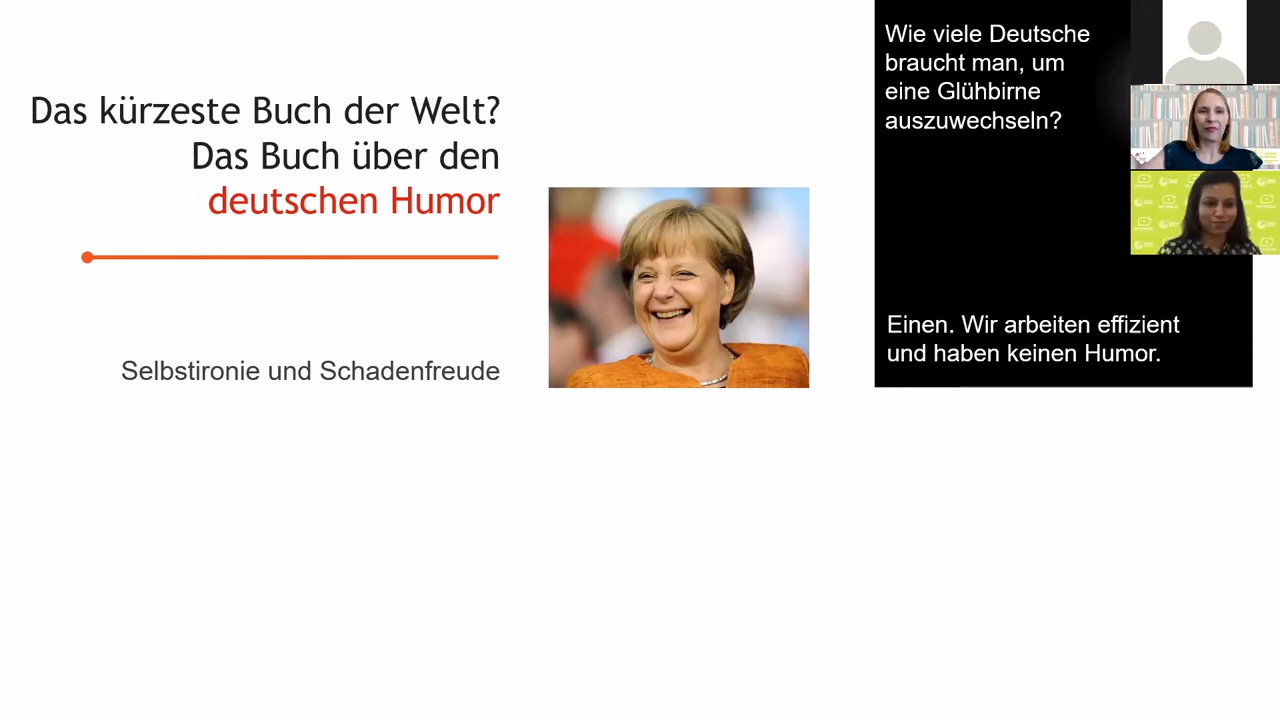 Das kürzeste Buch der Welt?
Das Buch über den
deutschen Humor
Selbstironie und Schadenfreude
Wie viele Deutsche
braucht man, um
eine Glühbirne
auszuwechseln?
Einen. Wir arbeiten effizient
und haben keinen Humor.